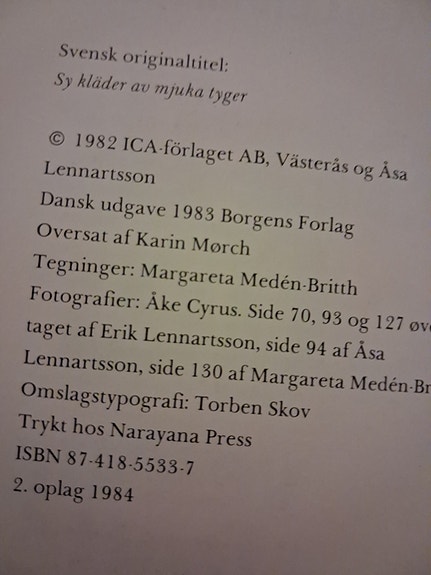 Svensk originaltitel:
Sy kläder av mjuka tyger
© 1982 ICA-förlaget AB, Västerås og Åsa
Lennartsson
Dansk udgave 1983 Borgens Forlag
Oversat af Karin Mørch
Tegninger: Margareta Medén-Britth
Fotografier: Åke Cyrus. Side 70, 93 og 127
taget af Erik Lennartsson, side 94 af Åsa
Lennartsson, side 130 af Margareta
Omslagstypografi: Torben Skov
Trykt hos Narayana Press
ISBN 87-418-5533-7
2. oplag 1984